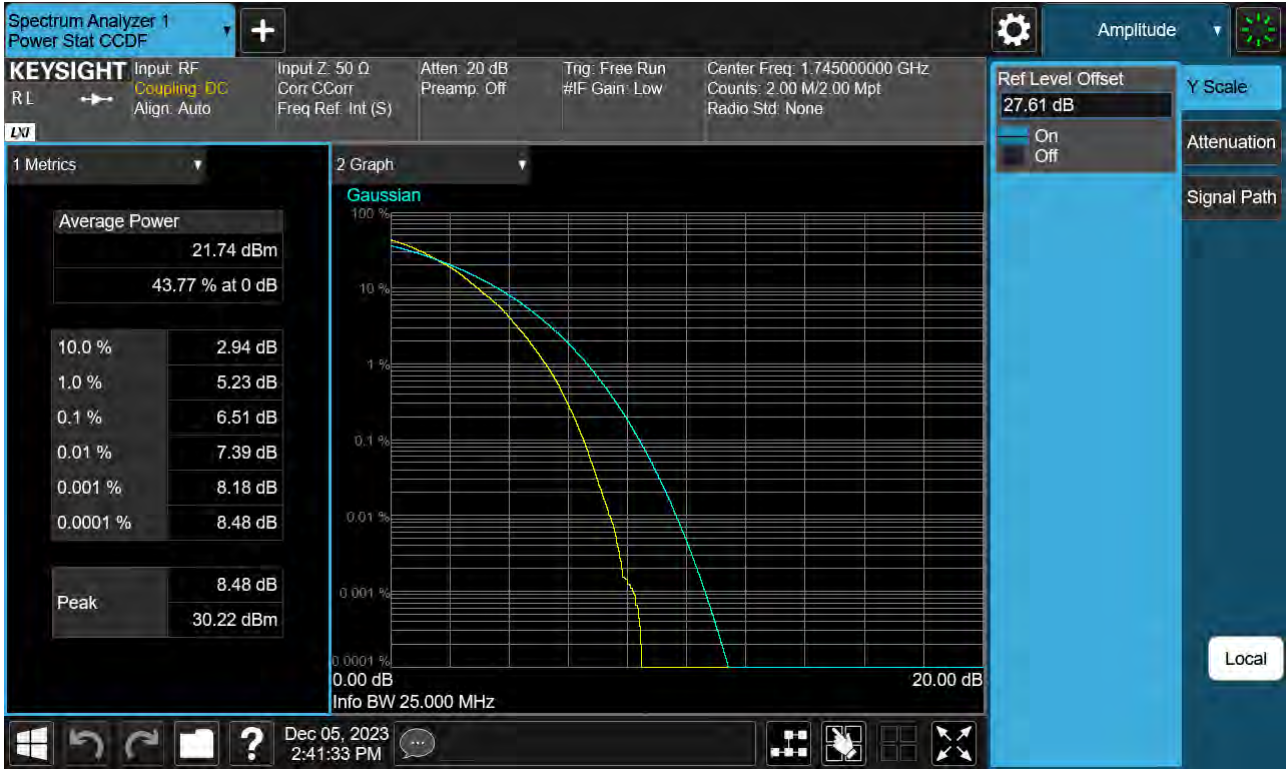 Spectrum Analyzer 1
Power Stat CCDF
Amplitude
KEYSIGHT
R L
LXI
Input: RF
Coupling: DC
Align: Auto
Input Z: 50 Ω
Corr CCorr
Freq Ref: Int (S)
Atten: 20 dB
Preamp: Off
Trig: Free Run
#IF Gain: Low
Center Freq: 1.745000000 GHz
Counts: 2.00 M/2.00 Mpt
Radio Std: None
Ref Level Offset
27.61 dB
On
Off
Y Scale
Attenuation
Signal Path
Local
1 Metrics
Average Power
21.74 dBm
43.77 % at 0 dB
10.0 % 2.94 dB
1.0 % 5.23 dB
0.1 % 6.51 dB
0.01 % 7.39 dB
0.001 % 8.18 dB
0.0001 % 8.48 dB
Peak
8.48 dB
30.22 dBm
2 Graph
Gaussian
100 %
10 %
1 %
0.1 %
0.01 %
0.001 %
0.0001 %
0.00 dB 20.00 dB
Info BW 25.000 MHz
Dec 05, 2023
2:41:33 PM